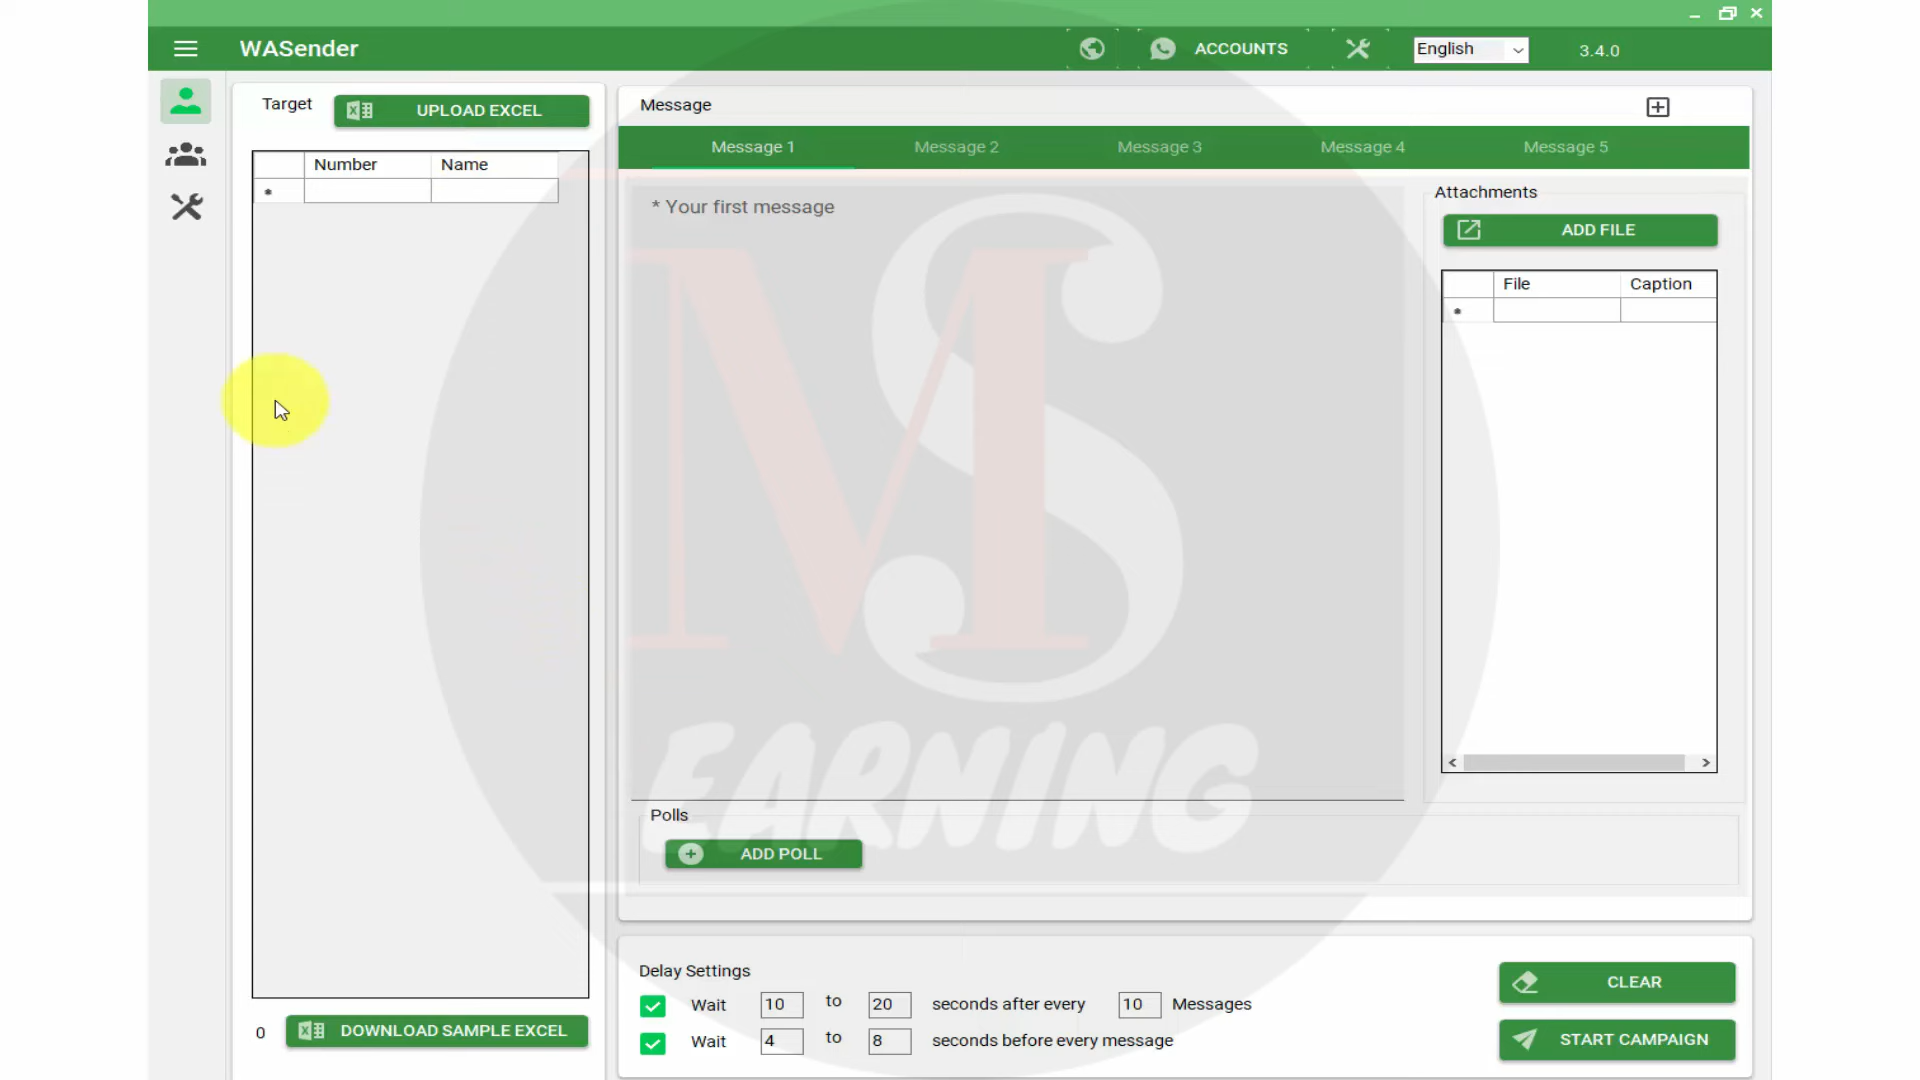 WASender
ACCOUNTS
English
3.4.0
Target
UPLOAD EXCEL
Number Name
*
Message
Message 1 Message 2 Message 3 Message 4 Message 5
* Your first message
Attachments
ADD FILE
File Caption
*
MS
EARNING
Polls
ADD POLL
Delay Settings
Wait 10 to 20 seconds after every 10 Messages
Wait 4 to 8 seconds before every message
CLEAR
START CAMPAIGN
0
DOWNLOAD SAMPLE EXCEL